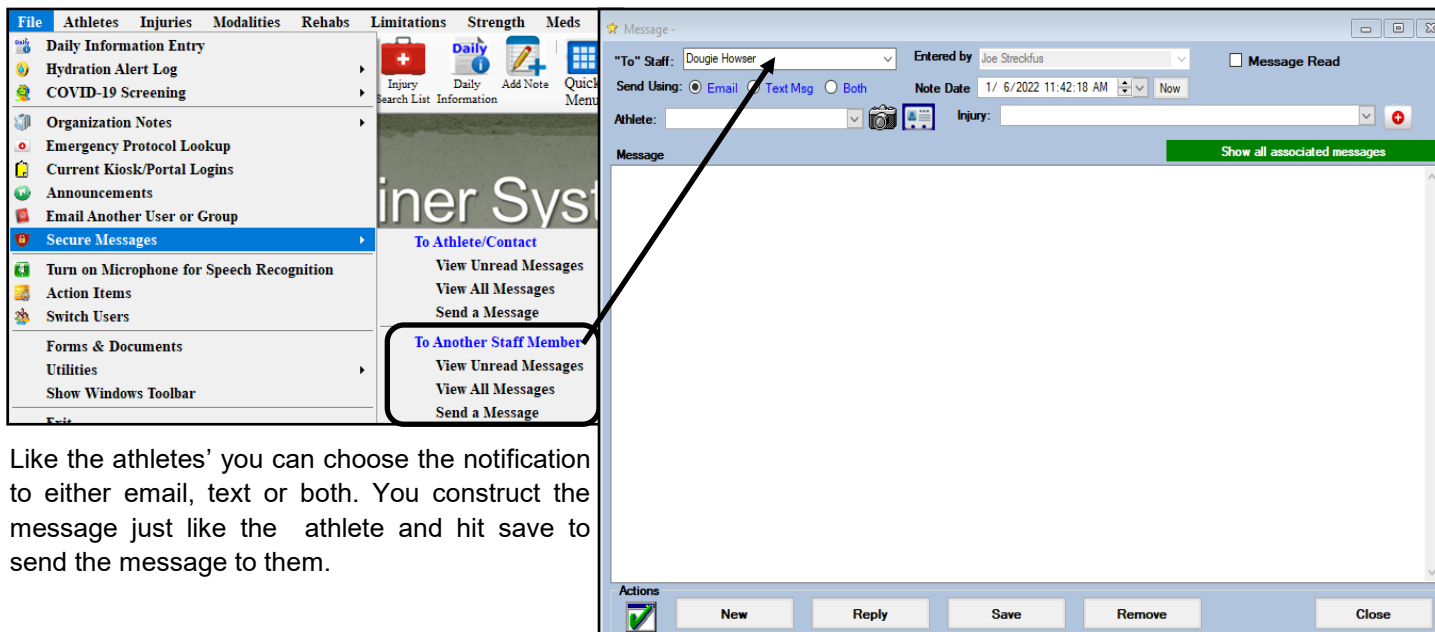 File Athletes Injuries Modalities Rehabs Limitations Strength Meds
Daily Information Entry
Hydration Alert Log
COVID-19 Screening
Organization Notes
Emergency Protocol Lookup
Current Kiosk/Portal Logins
Announcements
Email Another User or Group
Secure Messages
Turn on Microphone for Speech Recognition
Action Items
Switch Users
Forms & Documents
Utilities
Show Windows Toolbar
Exit
Daily
Injury Daily Add Note Quick
Search List Information Menu
iner Syst
To Athlete/Contact
View Unread Messages
View All Messages
Send a Message
To Another Staff Member
View Unread Messages
View All Messages
Send a Message
Message -
"To" Staff: Dougie Howser Entered by Joe Streckfus Message Read
Send Using: Email Text Msg Both Note Date 1/ 6/2022 11:42:18 AM Now
Athlete: Injury:
Message Show all associated messages
Actions
New Reply Save Remove Close
Like the athletes’ you can choose the notification
to either email, text or both. You construct the
message just like the athlete and hit save to
send the message to them.